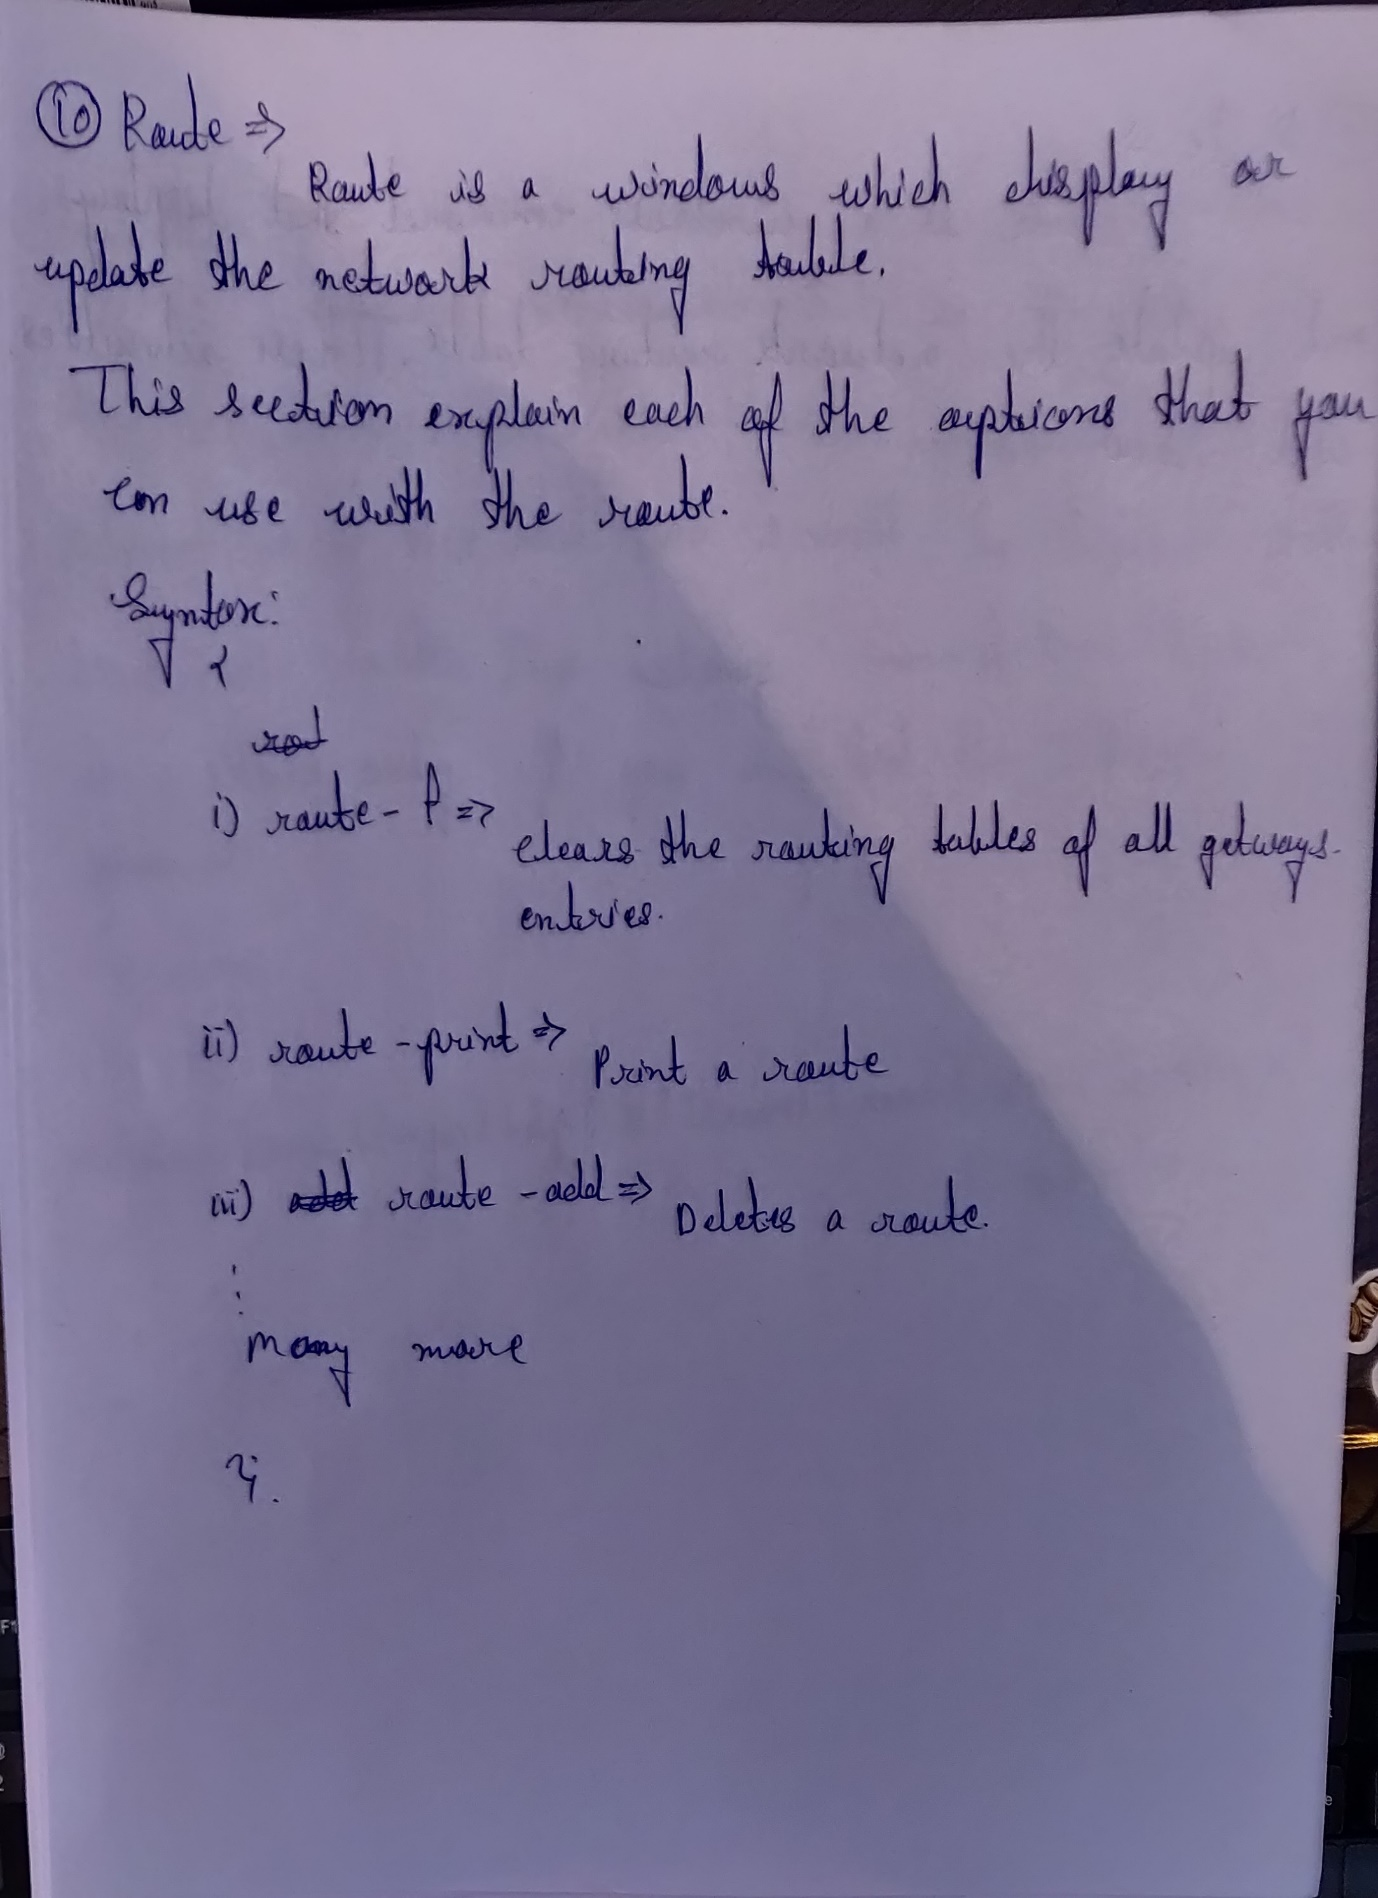 10 Route ⇒
Route is a windows which display or
update the network routing table.
This section explain each of the options that you
can use with the route.
Syntax:
{
i) route - f ⇒
clears the routing tables of all getways.
entries.
ii) route - print ⇒
Print a route
iii) route - add ⇒
Deletes a route.
⋮
Many more
};.